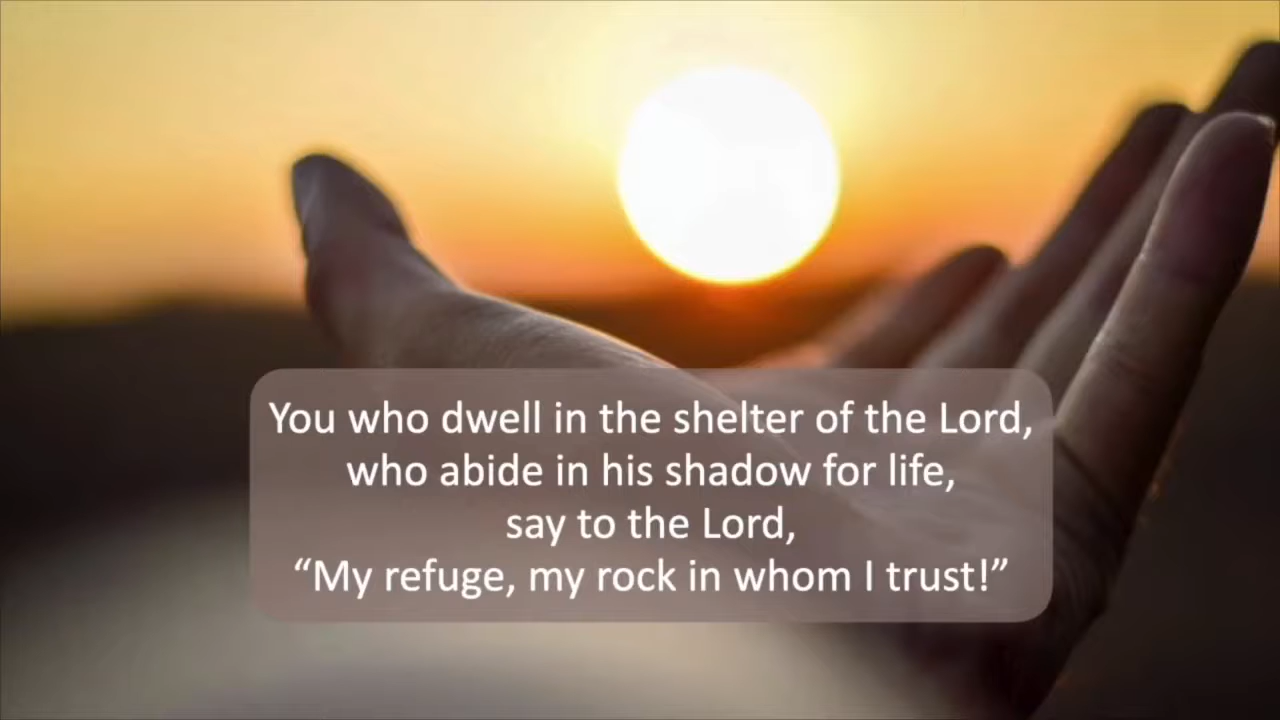 You who dwell in the shelter of the Lord,
who abide in his shadow for life,
say to the Lord,
“My refuge, my rock in whom I trust!”